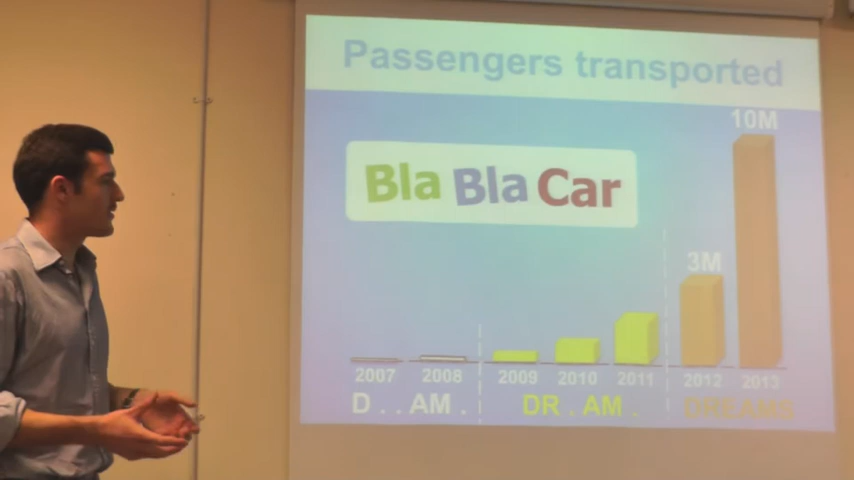 Passengers transported
10M
Bla Bla Car
3M
2007 2008 2009 2010 2011 2012 2013
D . . AM . DR . AM . DREAMS